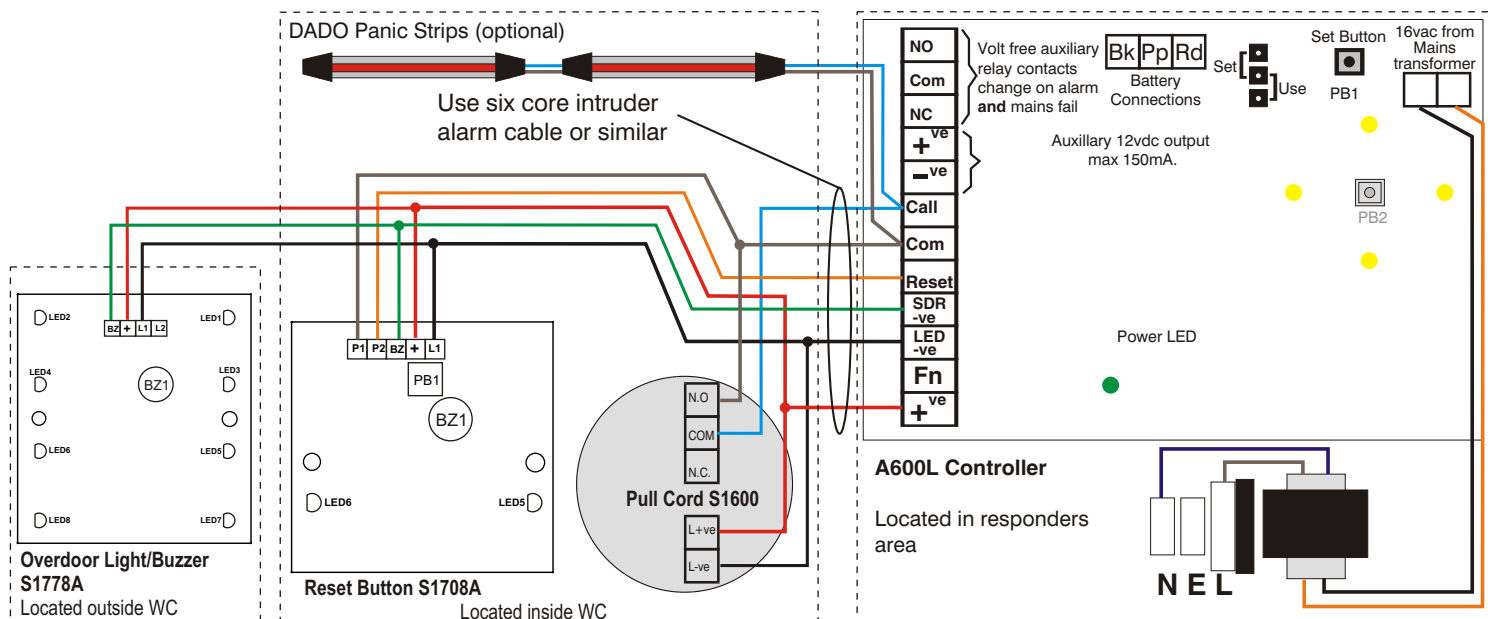 DADO Panic Strips (optional)
Use six core intruder
alarm cable or similar
NO
Com
NC
+ve
−ve
Call
Com
Reset
SDR
-ve
LED
-ve
Fn
+ve
Volt free auxiliary
relay contacts
change on alarm
and mains fail
Auxillary 12vdc output
max 150mA.
Bk Pp Rd
Battery
Connections
Set
Use
Set Button
PB1
16vac from
Mains
transformer
PB2
Power LED
A600L Controller
Located in responders
area
N E L
LED2
BZ + L1 L2
LED1
LED4
BZ1
LED3
LED6
LED5
LED8
LED7
Overdoor Light/Buzzer
S1778A
Located outside WC
P1 P2 BZ + L1
PB1
BZ1
LED6
LED5
Reset Button S1708A
Located inside WC
N.O
COM
N.C.
Pull Cord S1600
L+ve
L-ve